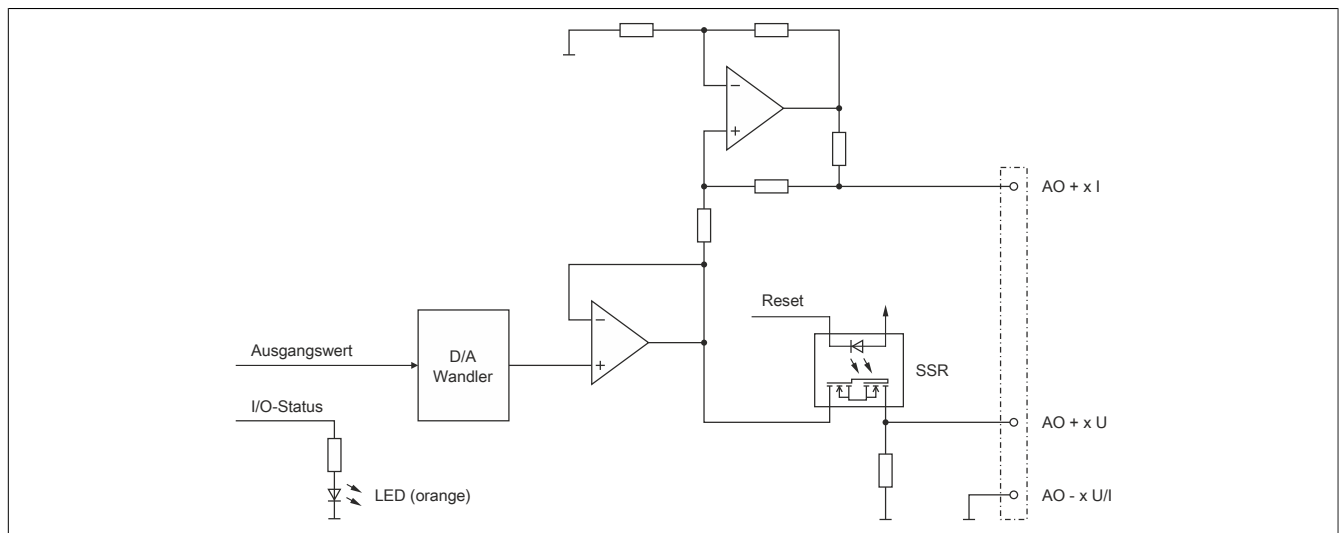 −
+
AO + x I
Reset
−
+
Ausgangswert
D/A
Wandler
SSR
I/O-Status
AO + x U
LED (orange)
AO - x U/I